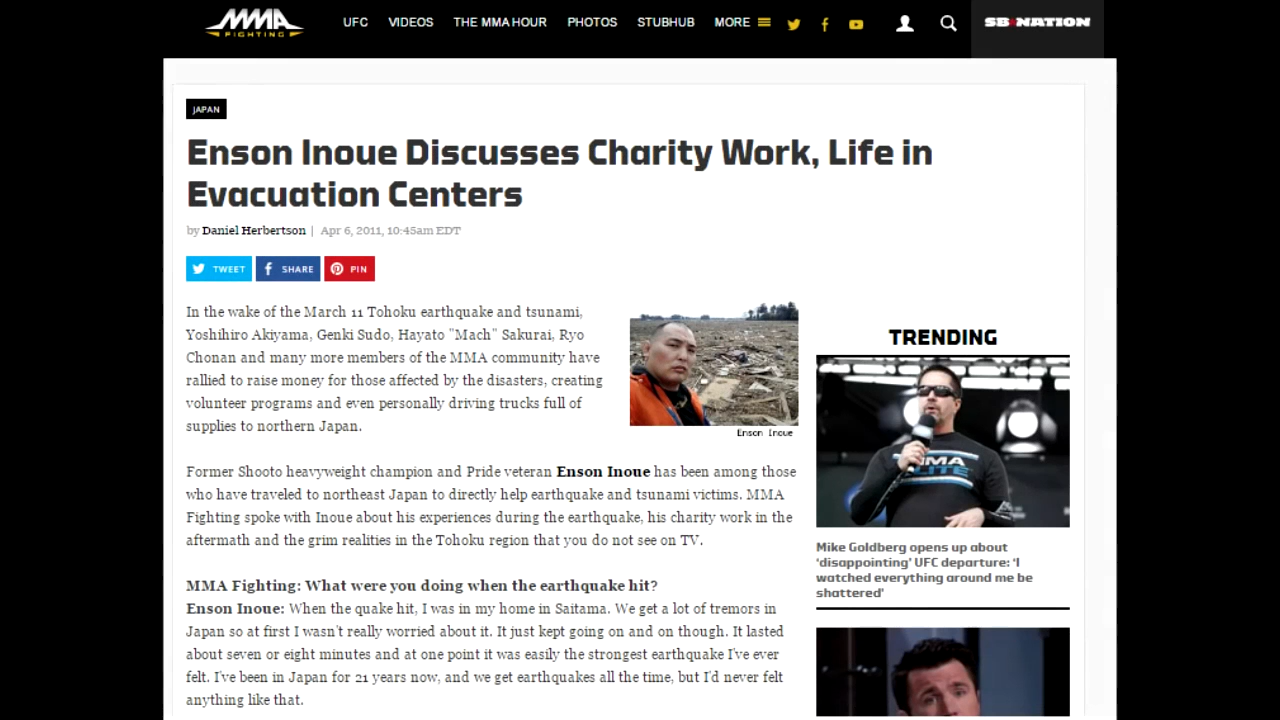 MMA
FIGHTING
UFC VIDEOS THE MMA HOUR PHOTOS STUBHUB MORE
SB NATION
JAPAN
Enson Inoue Discusses Charity Work, Life in
Evacuation Centers
by Daniel Herbertson | Apr 6, 2011, 10:45am EDT
TWEET SHARE PIN
In the wake of the March 11 Tohoku earthquake and tsunami,
Yoshihiro Akiyama, Genki Sudo, Hayato "Mach" Sakurai, Ryo
Chonan and many more members of the MMA community have
rallied to raise money for those affected by the disasters, creating
volunteer programs and even personally driving trucks full of
supplies to northern Japan.
Enson Inoue
Former Shooto heavyweight champion and Pride veteran Enson Inoue has been among those
who have traveled to northeast Japan to directly help earthquake and tsunami victims. MMA
Fighting spoke with Inoue about his experiences during the earthquake, his charity work in the
aftermath and the grim realities in the Tohoku region that you do not see on TV.
MMA Fighting: What were you doing when the earthquake hit?
Enson Inoue: When the quake hit, I was in my home in Saitama. We get a lot of tremors in
Japan so at first I wasn't really worried about it. It just kept going on and on though. It lasted
about seven or eight minutes and at one point it was easily the strongest earthquake I've ever
felt. I've been in Japan for 21 years now, and we get earthquakes all the time, but I'd never felt
anything like that.
TRENDING
MMA
ELITE
Mike Goldberg opens up about
'disappointing' UFC departure: 'I
watched everything around me be
shattered'